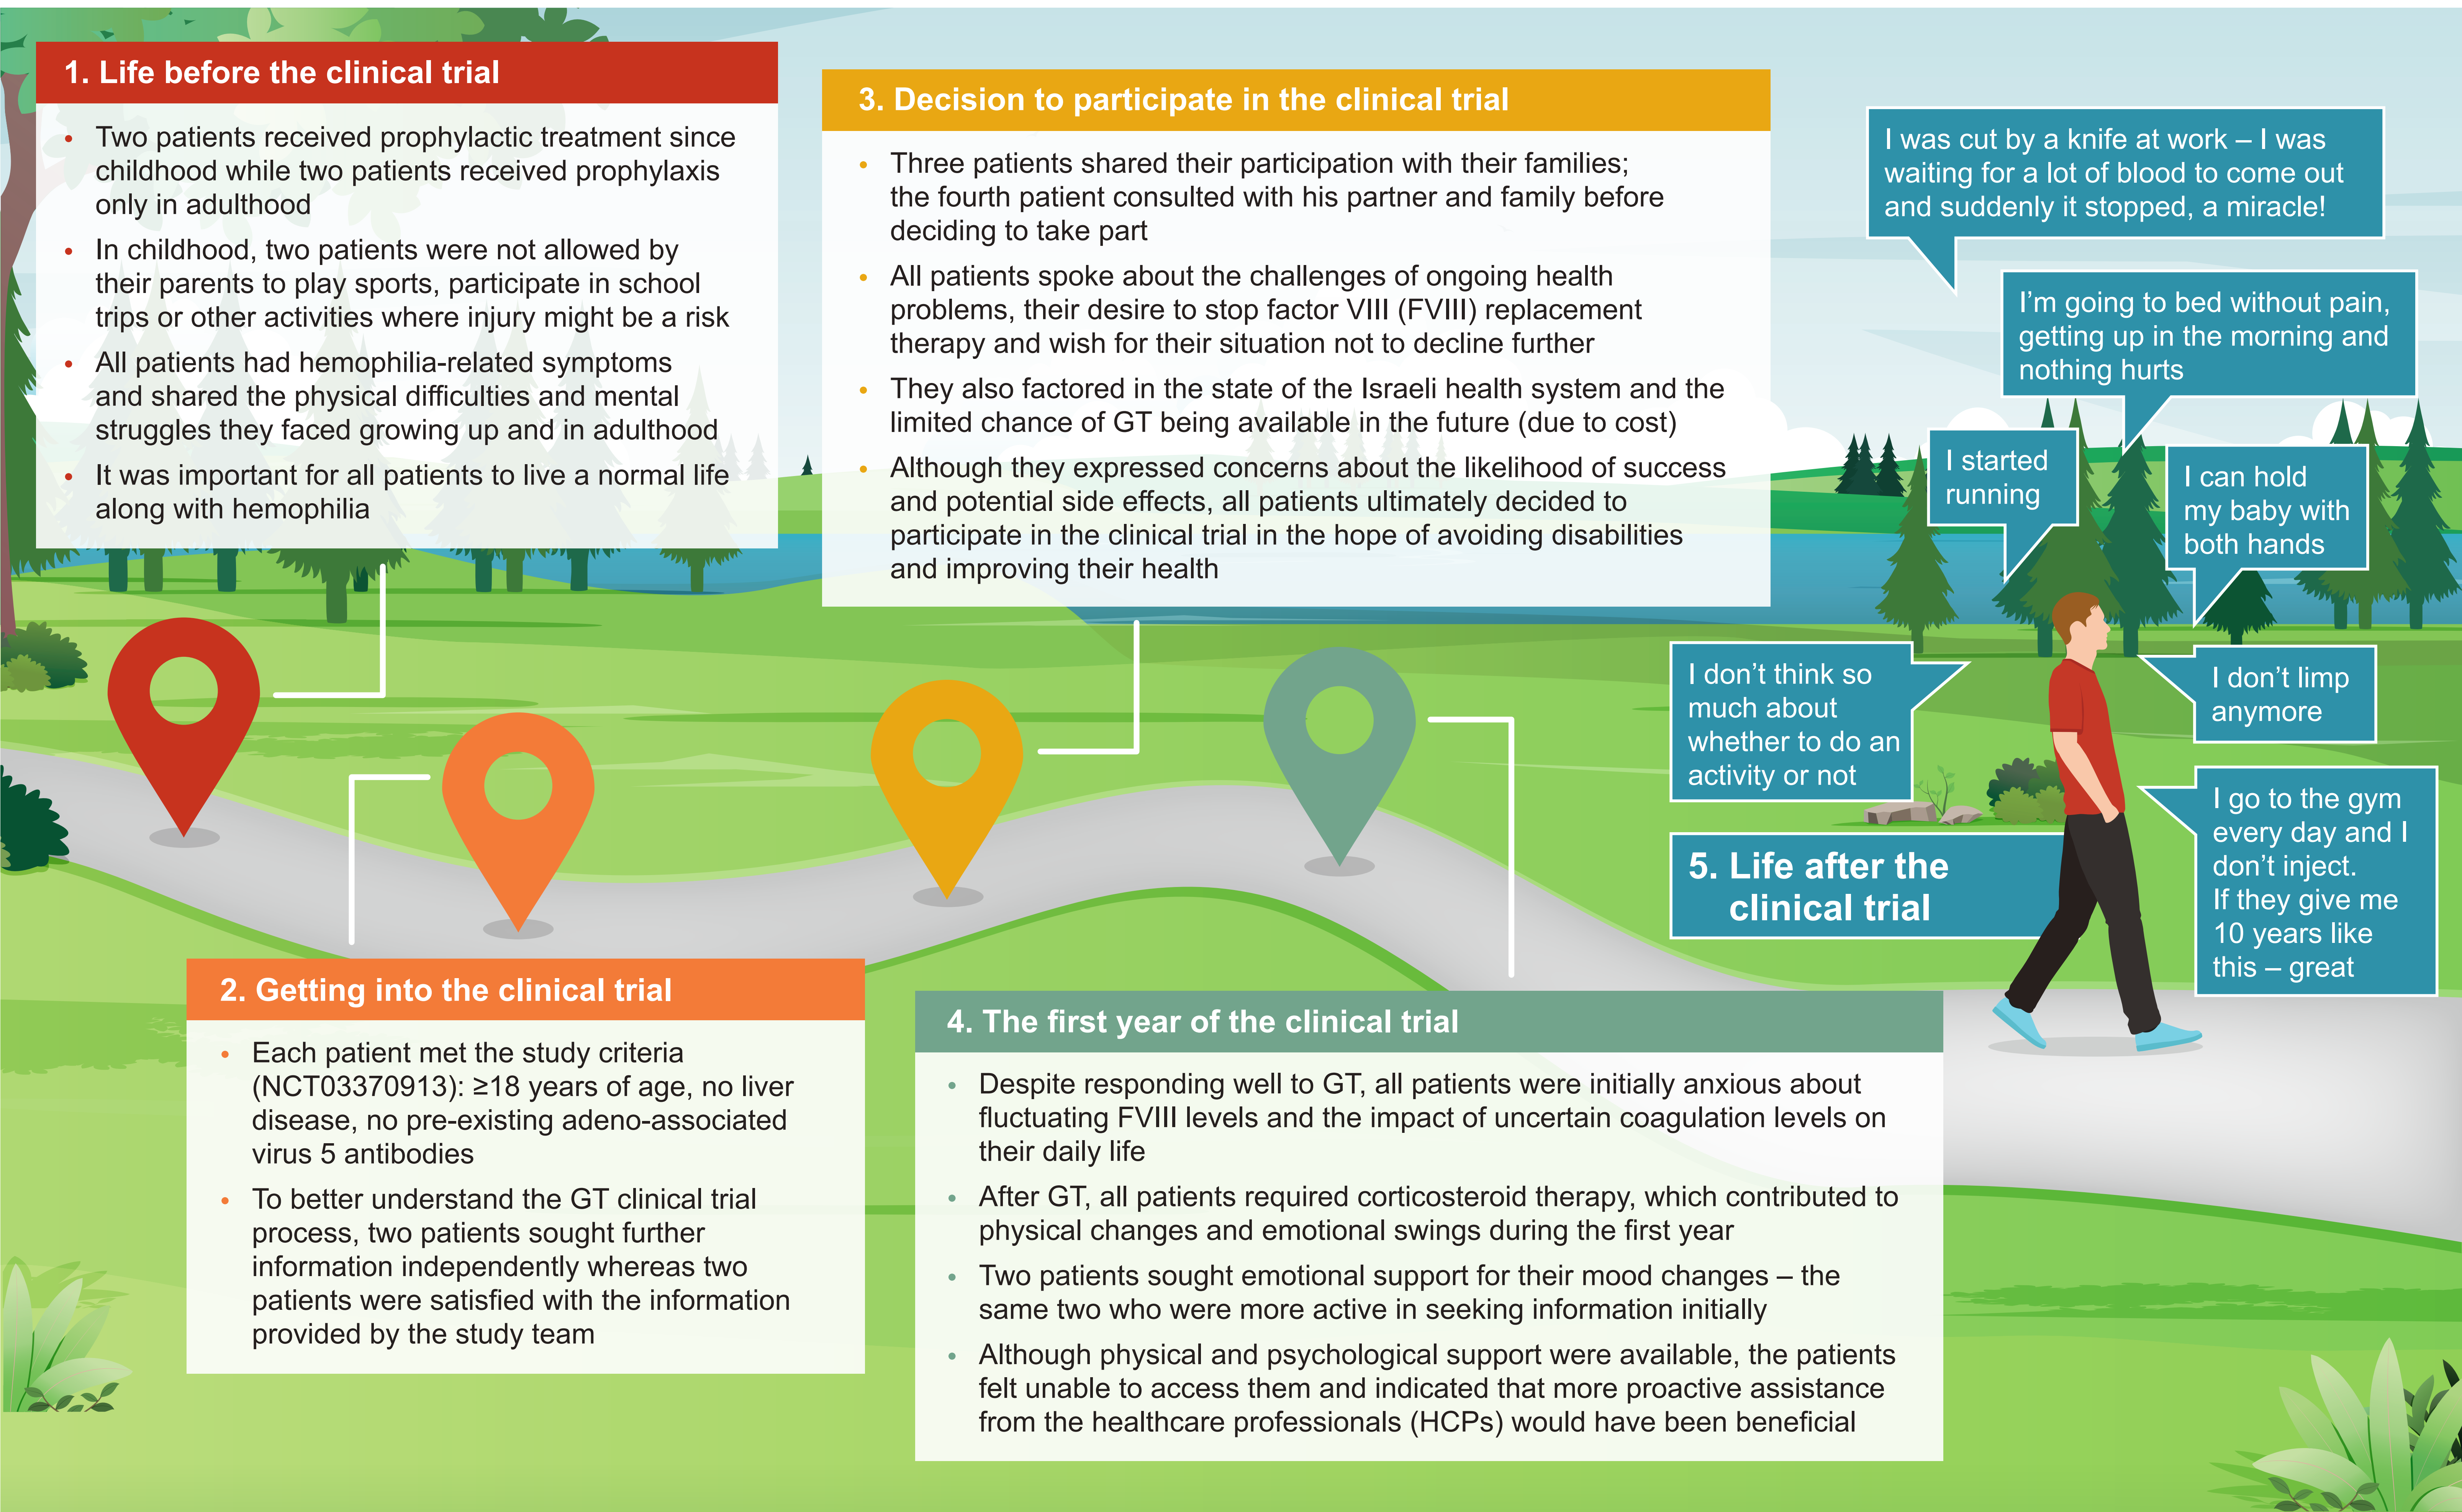 1. Life before the clinical trial
• Two patients received prophylactic treatment since
childhood while two patients received prophylaxis
only in adulthood
• In childhood, two patients were not allowed by
their parents to play sports, participate in school
trips or other activities where injury might be a risk
• All patients had hemophilia-related symptoms
and shared the physical difficulties and mental
struggles they faced growing up and in adulthood
• It was important for all patients to live a normal life
along with hemophilia
2. Getting into the clinical trial
• Each patient met the study criteria
(NCT03370913): ≥18 years of age, no liver
disease, no pre-existing adeno-associated
virus 5 antibodies
• To better understand the GT clinical trial
process, two patients sought further
information independently whereas two
patients were satisfied with the information
provided by the study team
3. Decision to participate in the clinical trial
• Three patients shared their participation with their families;
the fourth patient consulted with his partner and family before
deciding to take part
• All patients spoke about the challenges of ongoing health
problems, their desire to stop factor VIII (FVIII) replacement
therapy and wish for their situation not to decline further
• They also factored in the state of the Israeli health system and the
limited chance of GT being available in the future (due to cost)
• Although they expressed concerns about the likelihood of success
and potential side effects, all patients ultimately decided to
participate in the clinical trial in the hope of avoiding disabilities
and improving their health
4. The first year of the clinical trial
• Despite responding well to GT, all patients were initially anxious about
fluctuating FVIII levels and the impact of uncertain coagulation levels on
their daily life
• After GT, all patients required corticosteroid therapy, which contributed to
physical changes and emotional swings during the first year
• Two patients sought emotional support for their mood changes – the
same two who were more active in seeking information initially
• Although physical and psychological support were available, the patients
felt unable to access them and indicated that more proactive assistance
from the healthcare professionals (HCPs) would have been beneficial
5. Life after the
clinical trial
I was cut by a knife at work – I was
waiting for a lot of blood to come out
and suddenly it stopped, a miracle!
I’m going to bed without pain,
getting up in the morning and
nothing hurts
I started
running
I can hold
my baby with
both hands
I don’t think so
much about
whether to do an
activity or not
I don’t limp
anymore
I go to the gym
every day and I
don’t inject.
If they give me
10 years like
this – great